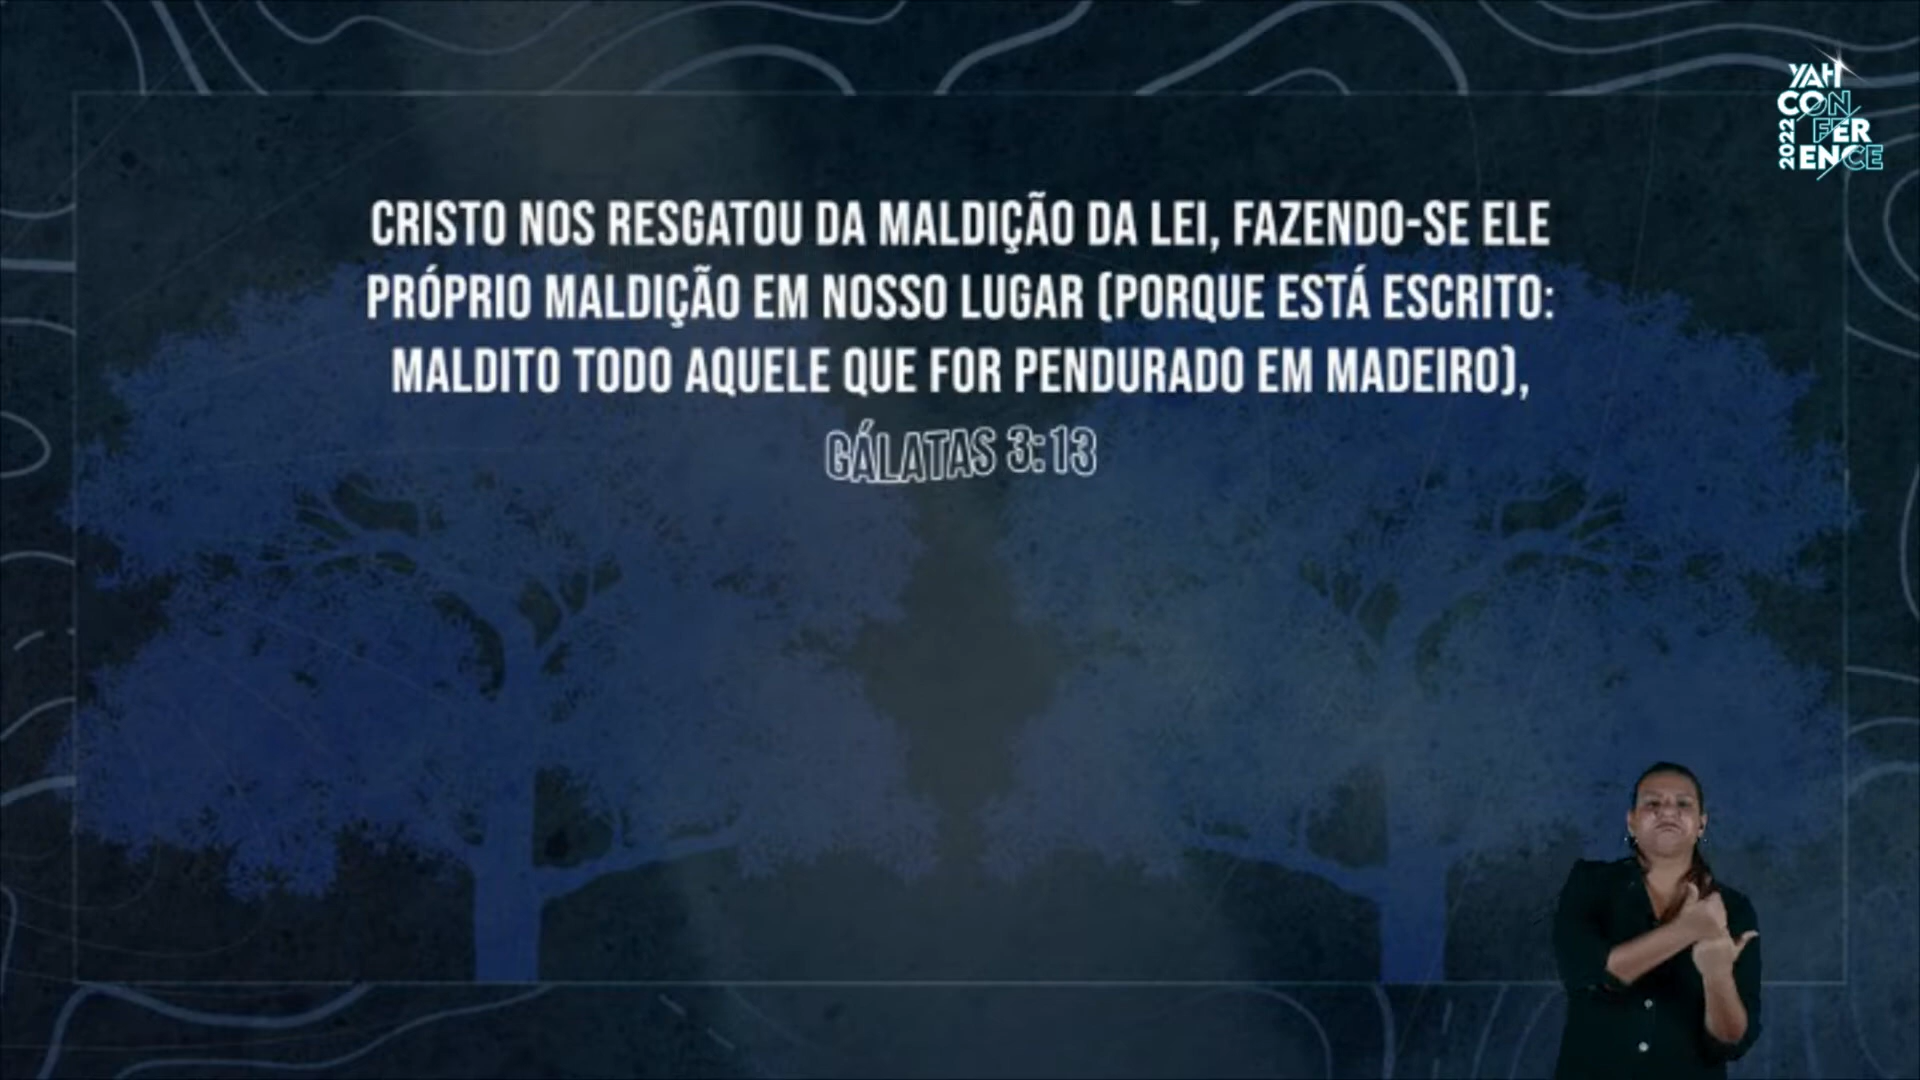 YAH
CON
FER
2022 ENCE
CRISTO NOS RESGATOU DA MALDIÇÃO DA LEI, FAZENDO-SE ELE
PRÓPRIO MALDIÇÃO EM NOSSO LUGAR (PORQUE ESTÁ ESCRITO:
MALDITO TODO AQUELE QUE FOR PENDURADO EM MADEIRO),
GÁLATAS 3:13